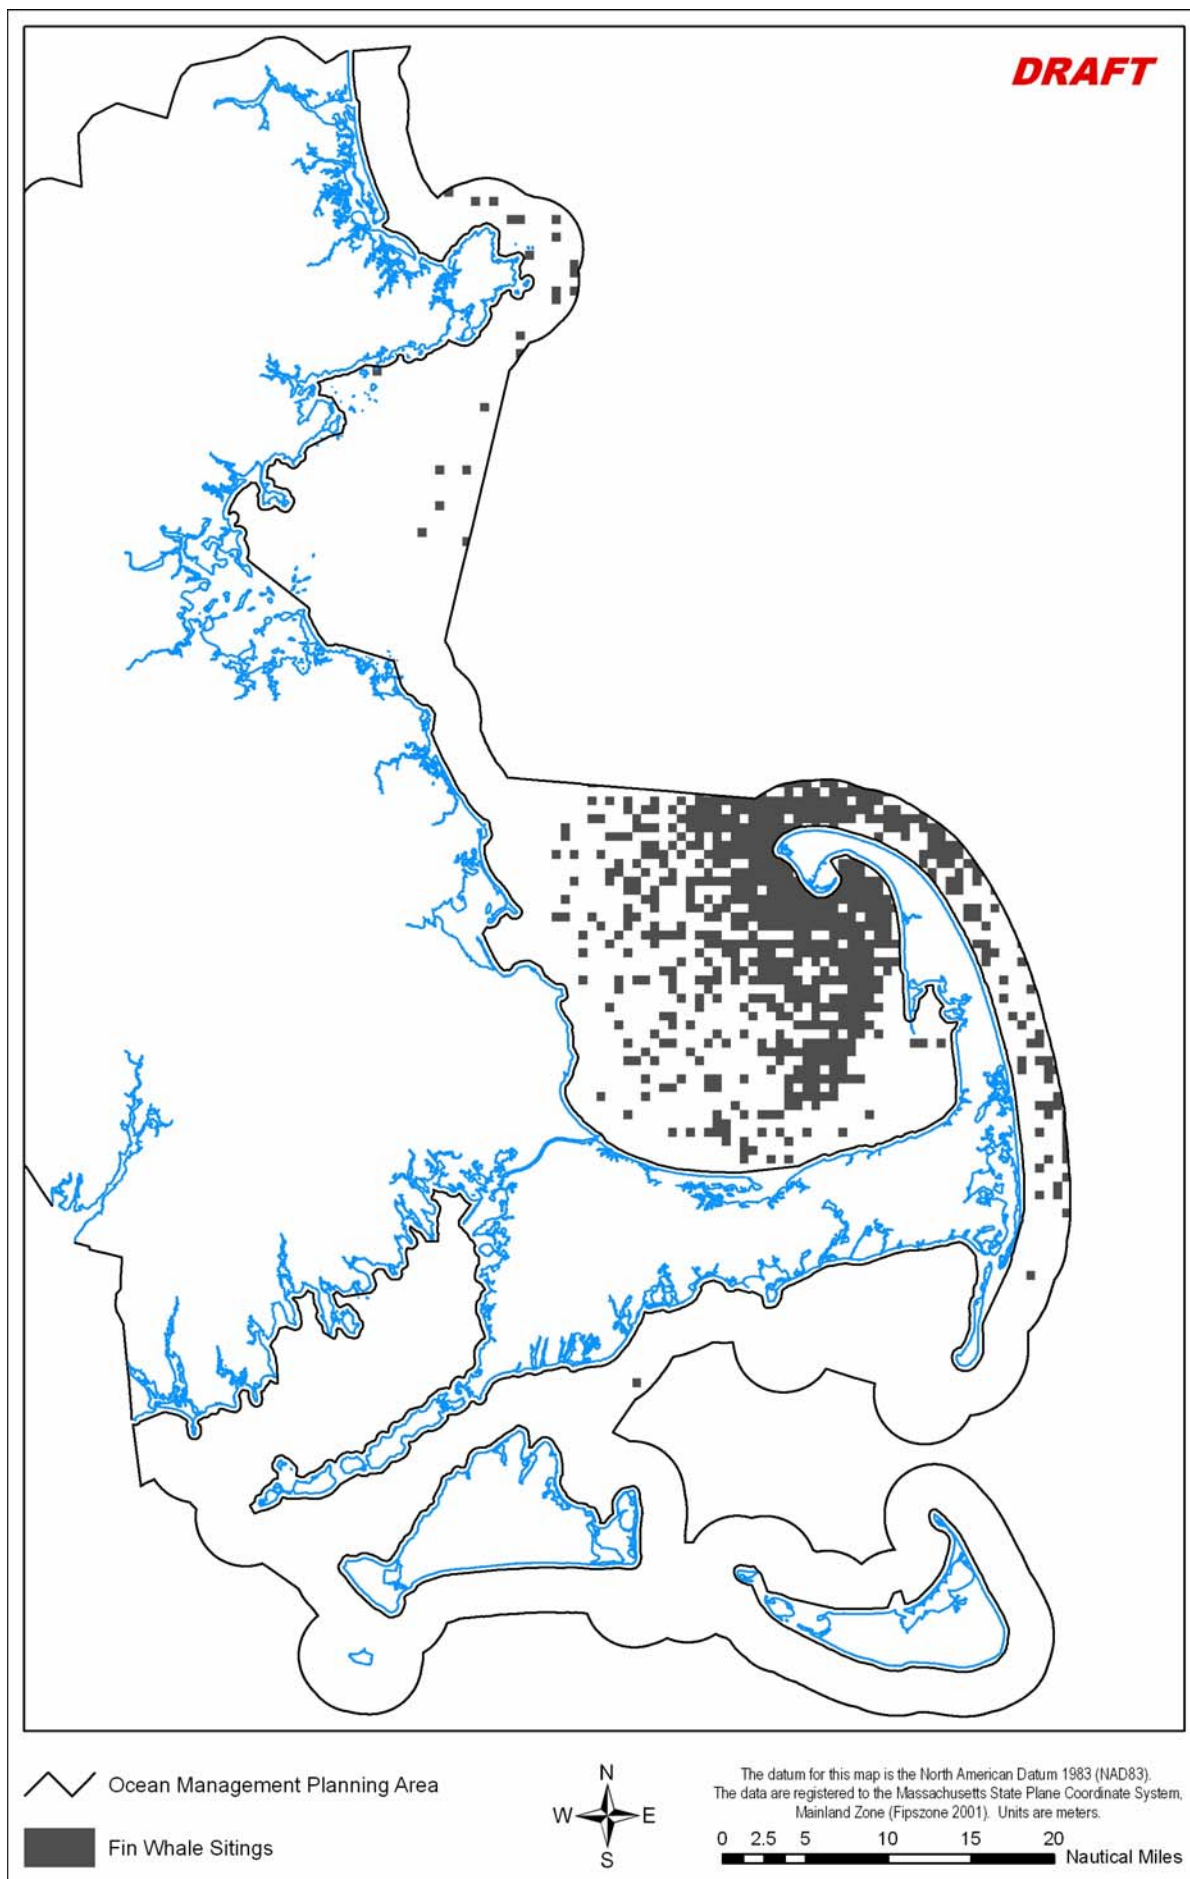 DRAFT
Ocean Management Planning Area
Fin Whale Sitings
N
W E
S
The datum for this map is the North American Datum 1983 (NAD83).
The data are registered to the Massachusetts State Plane Coordinate System,
Mainland Zone (Fipszone 2001). Units are meters.
0 2.5 5 10 15 20
Nautical Miles